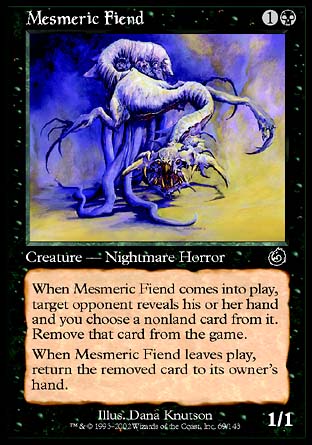 Mesmeric Fiend 1
Creature — Nightmare Horror
When Mesmeric Fiend comes into play,
target opponent reveals his or her hand
and you choose a nonland card from it.
Remove that card from the game.
When Mesmeric Fiend leaves play,
return the removed card to its owner's
hand.
Illus. Dana Knutson
™ & © 1993-2002 Wizards of the Coast, Inc. 69/143
1/1